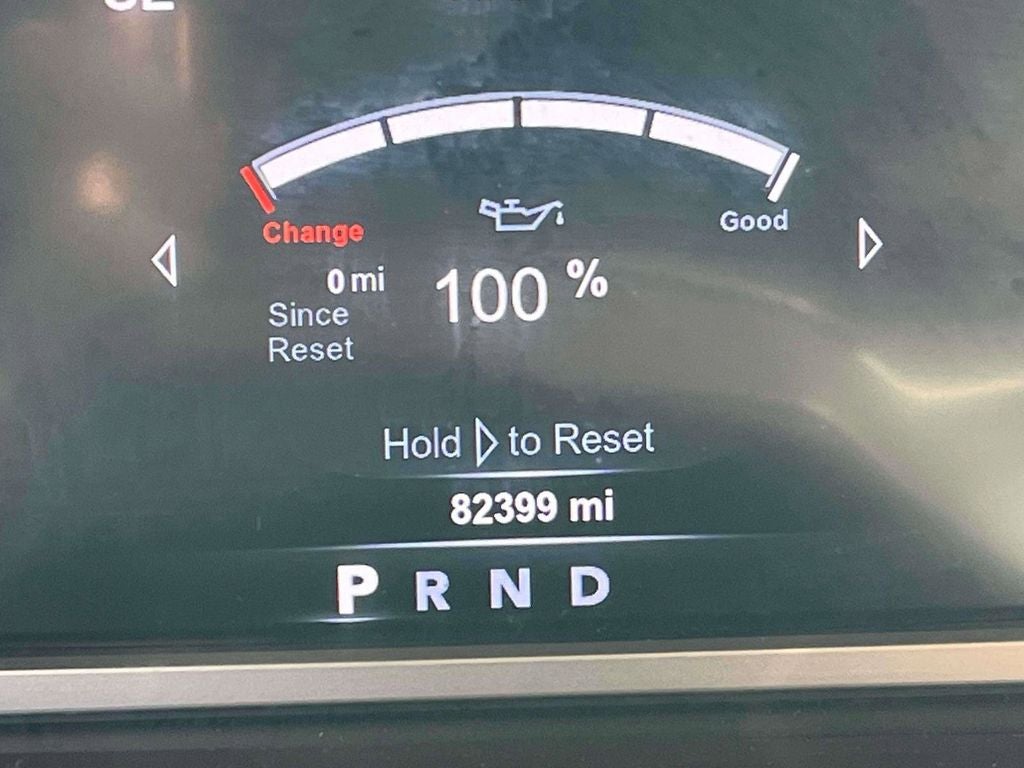 Change
Good
0 mi
100 %
Since
Reset
Hold to Reset
82399 mi
P R N D